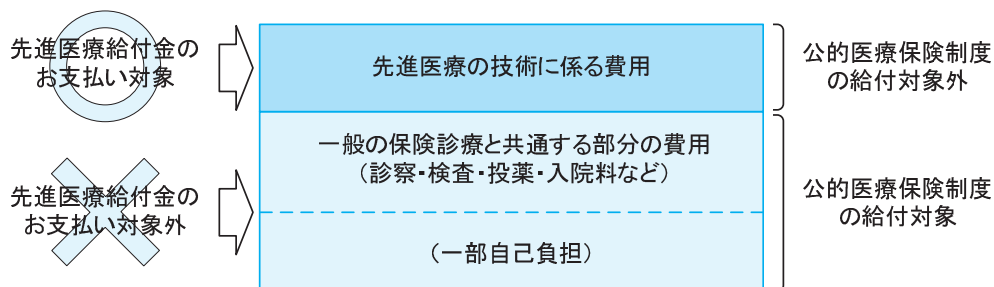 先進医療給付金の
お支払い対象
先進医療の技術に係る費用
公的医療保険制度
の給付対象外
一般の保険診療と共通する部分の費用
（診察・検査・投薬・入院料など）
先進医療給付金の
お支払い対象外
公的医療保険制度
の給付対象
（一部自己負担）